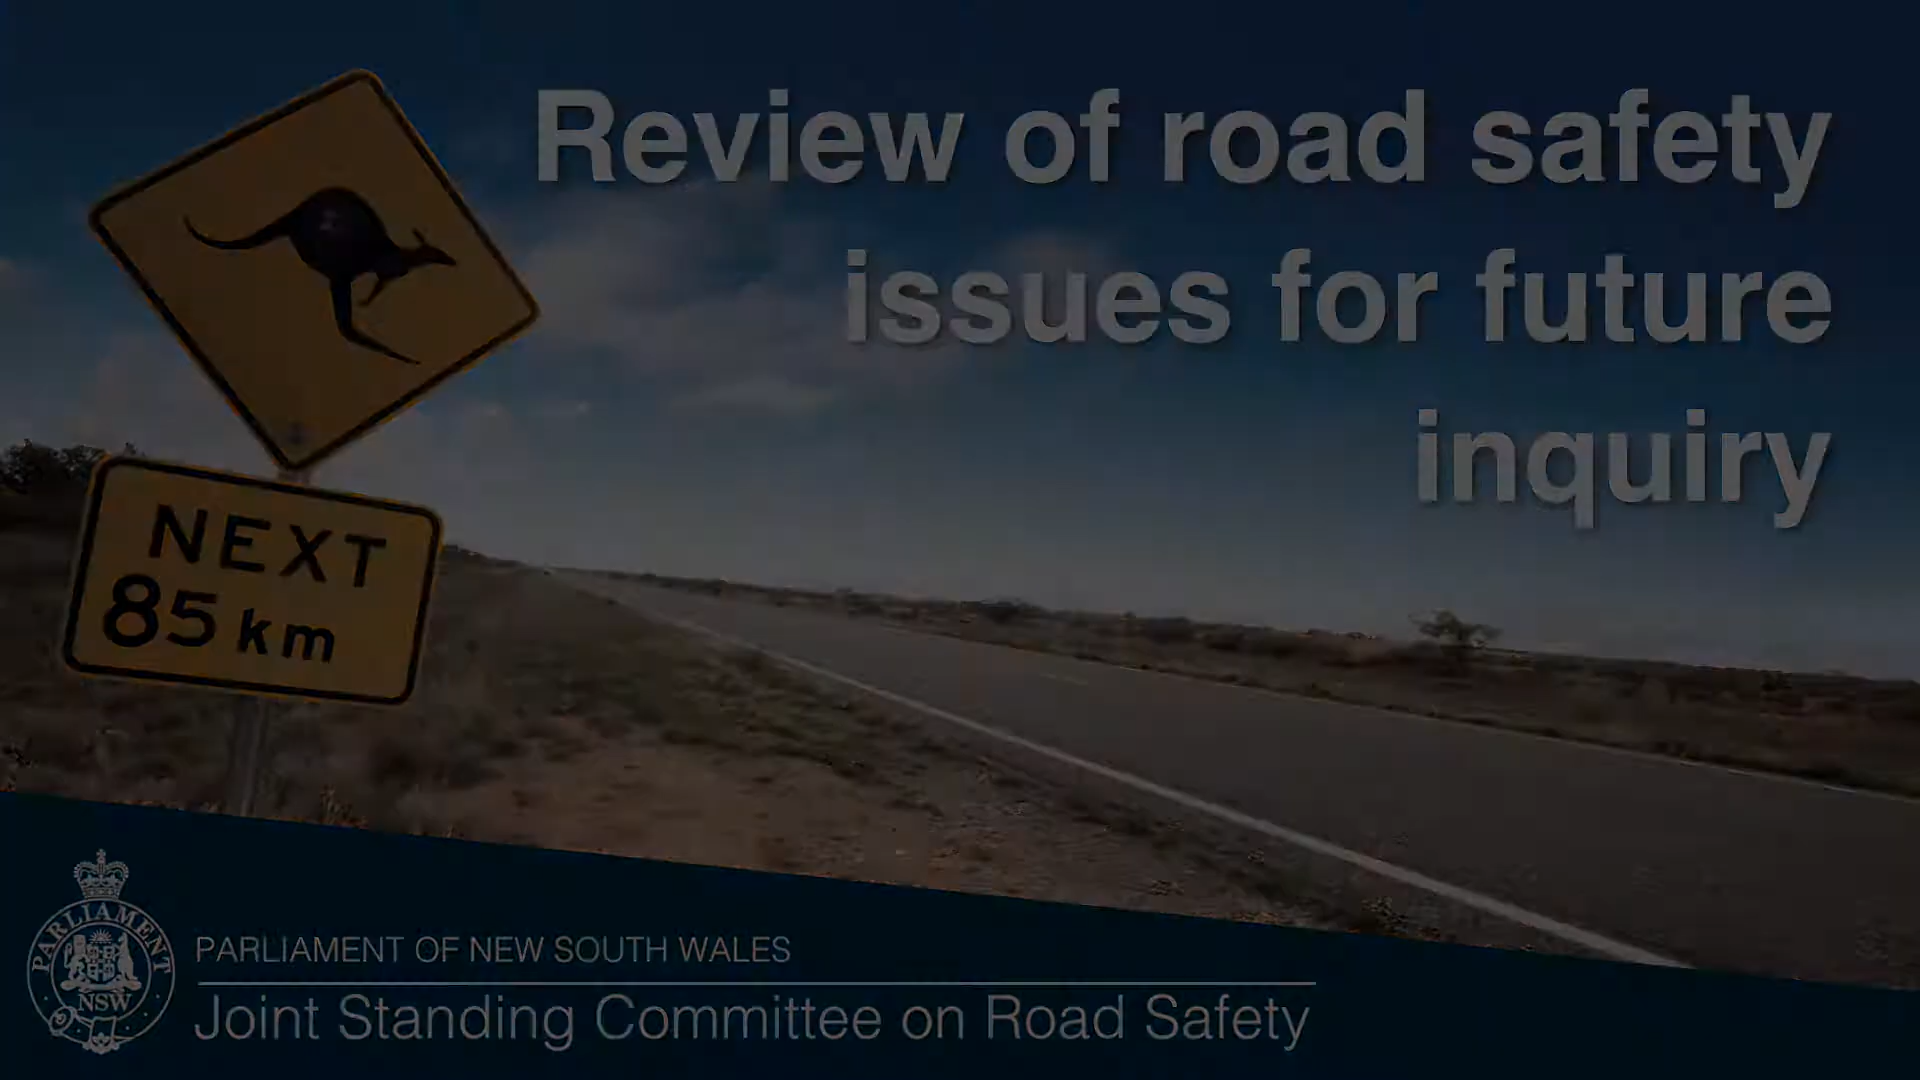 Review of road safety
issues for future
inquiry
NEXT
85 km
PARLIAMENT OF NEW SOUTH WALES
Joint Standing Committee on Road Safety
PARLIAMENT
NSW